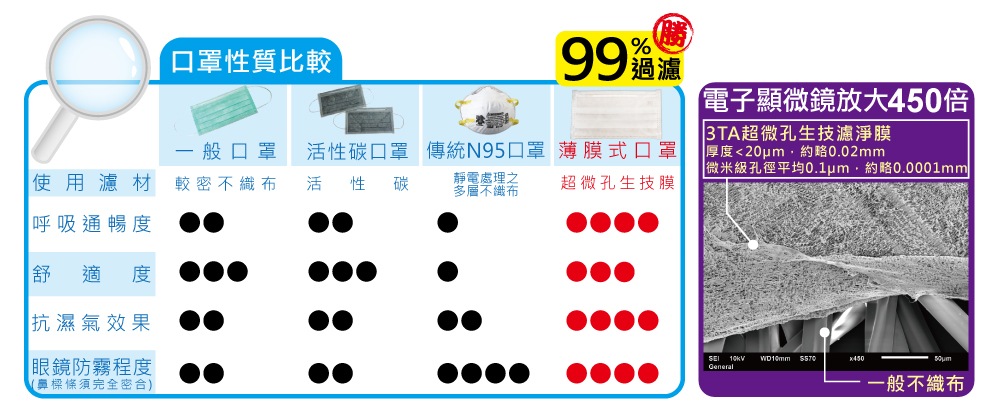 口罩性質比較
99%過濾
勝
一般口罩
活性碳口罩
傳統N95口罩
薄膜式口罩
使用濾材
較密不織布
活性碳
靜電處理之
多層不織布
超微孔生技膜
呼吸通暢度
舒適度
抗濕氣效果
眼鏡防霧程度
(鼻樑條須完全密合)
電子顯微鏡放大450倍
3TA超微孔生技濾淨膜
厚度<20μm，約略0.02mm
微米級孔徑平均0.1μm，約略0.0001mm
SEI 10kV WD10mm SS70 x450 50μm
General
一般不織布